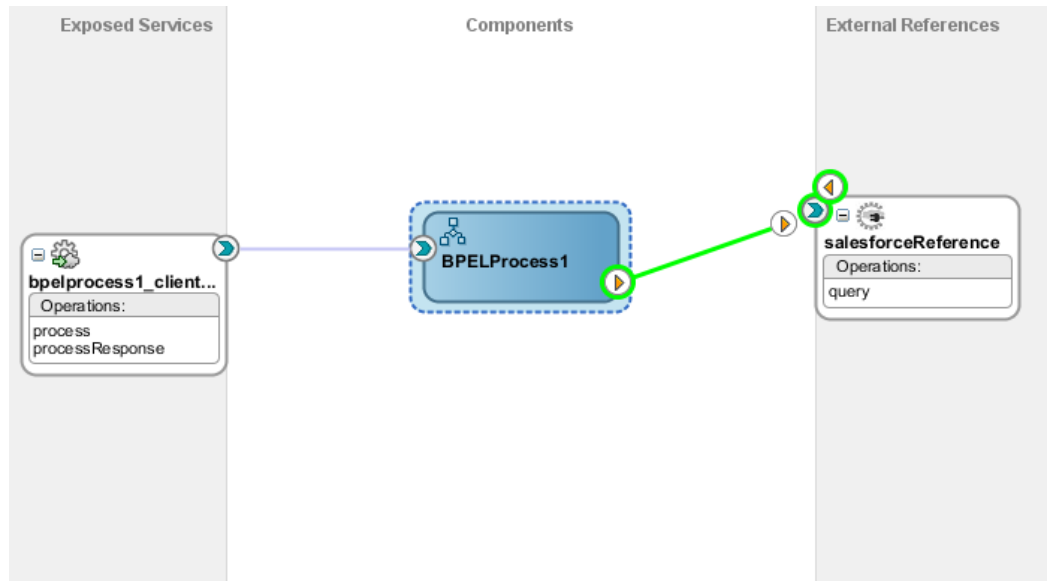 Exposed Services
Components
External References
bpelprocess1_client...
Operations:
process
processResponse
BPELProcess1
salesforceReference
Operations:
query